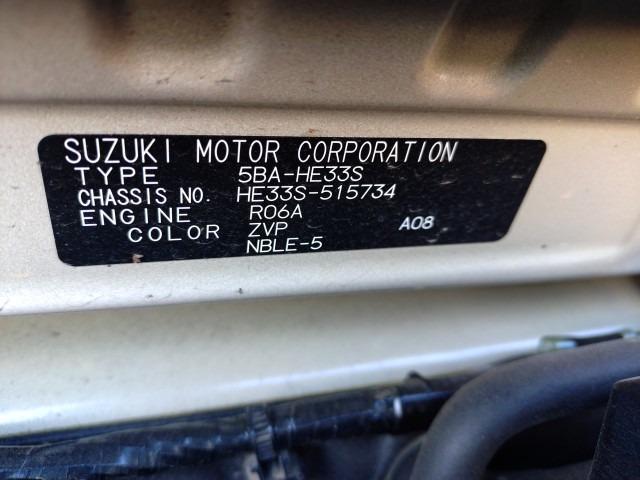 SUZUKI MOTOR CORPORATION
TYPE 5BA-HE33S
CHASSIS NO. HE33S-515734
ENGINE R06A
COLOR ZVP A08
NBLE-5